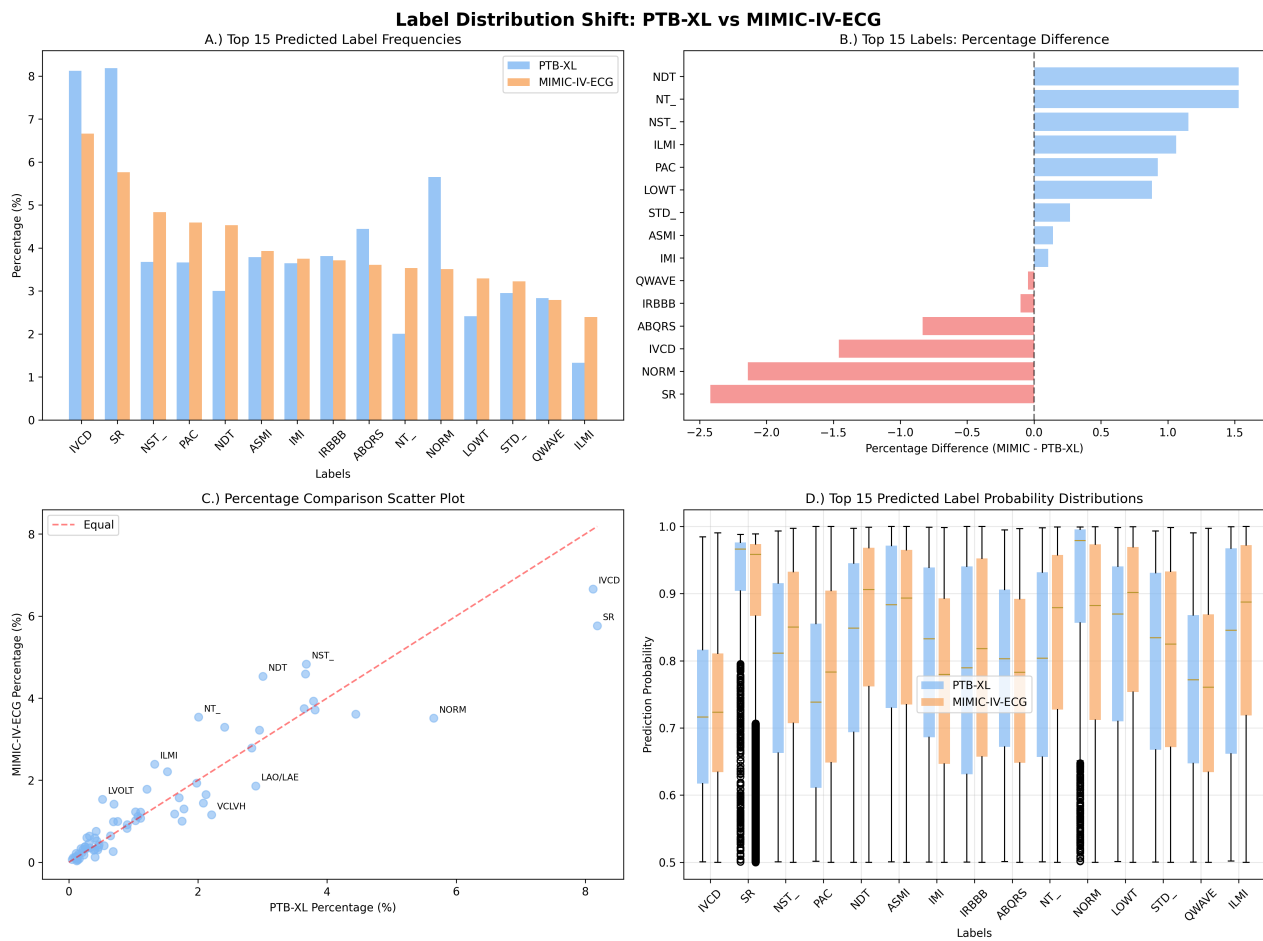 Label Distribution Shift: PTB-XL vs MIMIC-IV-ECG
A.) Top 15 Predicted Label Frequencies
PTB-XL
MIMIC-IV-ECG
8
7
6
5
4
3
2
1
0
Percentage (%)
IVCD
SR
NST_
PAC
NDT
ASMI
IMI
IRBBB
ABQRS
NT_
NORM
LOWT
STD_
QWAVE
ILMI
Labels
B.) Top 15 Labels: Percentage Difference
NDT
NT_
NST_
ILMI
PAC
LOWT
STD_
ASMI
IMI
QWAVE
IRBBB
ABQRS
IVCD
NORM
SR
−2.5
−2.0
−1.5
−1.0
−0.5
0.0
0.5
1.0
1.5
Percentage Difference (MIMIC - PTB-XL)
C.) Percentage Comparison Scatter Plot
Equal
8
6
4
2
0
MIMIC-IV-ECG Percentage (%)
IVCD
SR
NST_
NDT
NT_
NORM
ILMI
LAO/LAE
LVOLT
VCLVH
0
2
4
6
8
PTB-XL Percentage (%)
D.) Top 15 Predicted Label Probability Distributions
1.0
0.9
0.8
0.7
0.6
0.5
Prediction Probability
PTB-XL
MIMIC-IV-ECG
IVCD
SR
NST_
PAC
NDT
ASMI
IMI
IRBBB
ABQRS
NT_
NORM
LOWT
STD_
QWAVE
ILMI
Labels